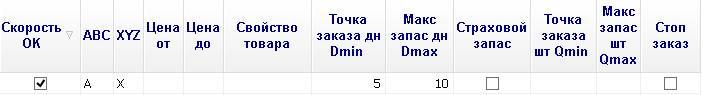 Скорость ОК
ABC
XYZ
Цена от
Цена до
Свойство товара
Точка заказа дн Dmin
Макс запас дн Dmax
Страховой запас
Точка заказа шт Qmin
Макс запас шт Qmax
Стоп заказ
A X 5 10